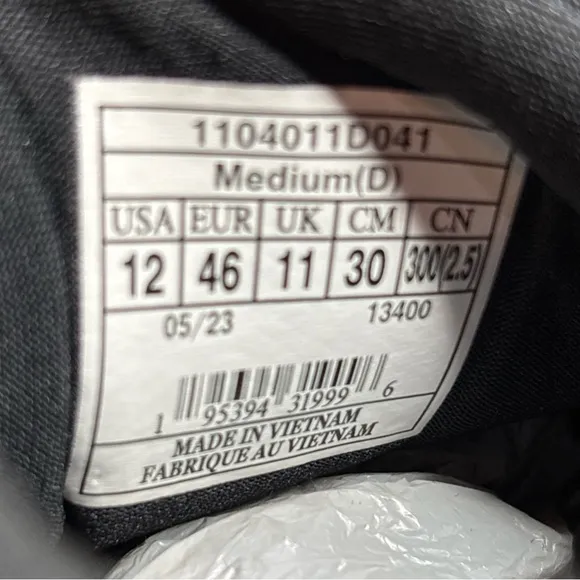 1104011D041
Medium(D)
USA EUR UK CM CN
12 46 11 30 300(2.5)
05/23 13400
1 95394 31999 6
MADE IN VIETNAM
FABRIQUE AU VIETNAM